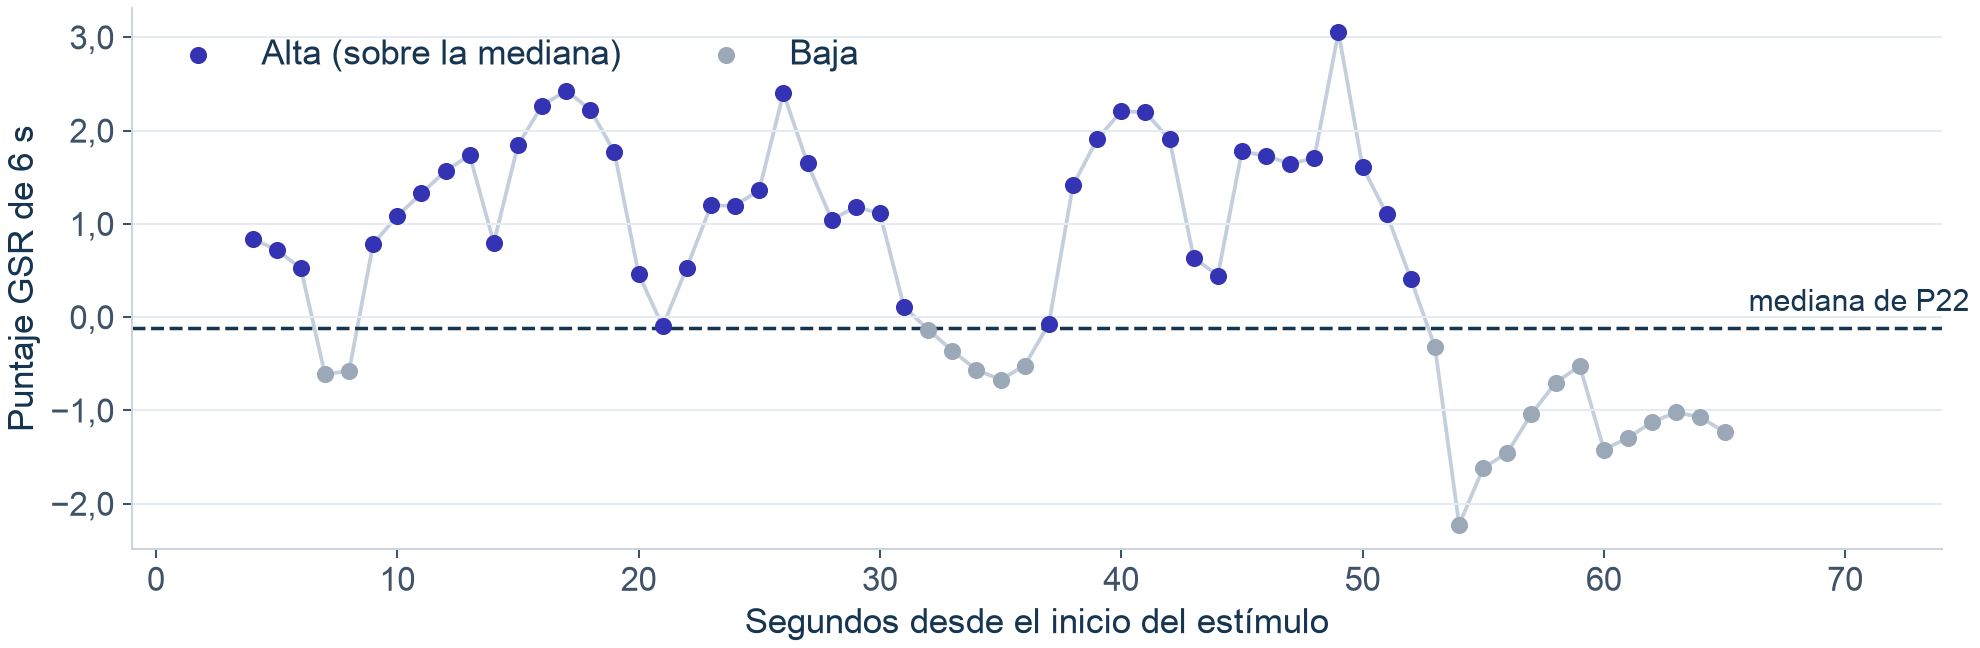 Alta (sobre la mediana) Baja
Puntaje GSR de 6 s
3,0
2,0
1,0
0,0
−1,0
−2,0
mediana de P22
0 10 20 30 40 50 60 70
Segundos desde el inicio del estímulo